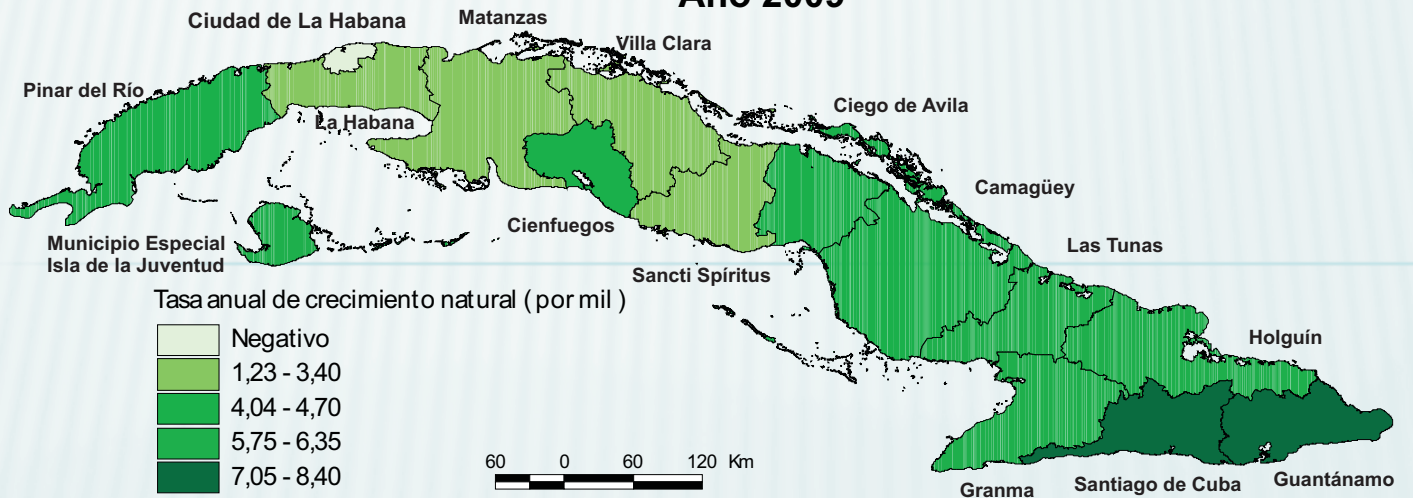 Año 2009
Ciudad de La Habana
Matanzas
Villa Clara
Pinar del Río
Ciego de Avila
La Habana
Camagüey
Cienfuegos
Municipio Especial
Isla de la Juventud
Las Tunas
Sancti Spíritus
Tasa anual de crecimiento natural ( por mil )
Negativo
1,23 - 3,40
4,04 - 4,70
5,75 - 6,35
7,05 - 8,40
Holguín
60 0 60 120 Km
Granma
Santiago de Cuba
Guantánamo